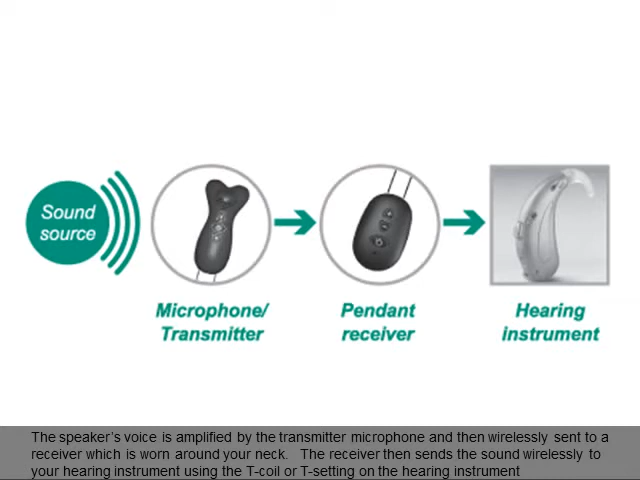 Sound
source
Microphone/
Transmitter
Pendant
receiver
Hearing
instrument
The speaker’s voice is amplified by the transmitter microphone and then wirelessly sent to a
receiver which is worn around your neck.   The receiver then sends the sound wirelessly to
your hearing instrument using the T-coil or T-setting on the hearing instrument